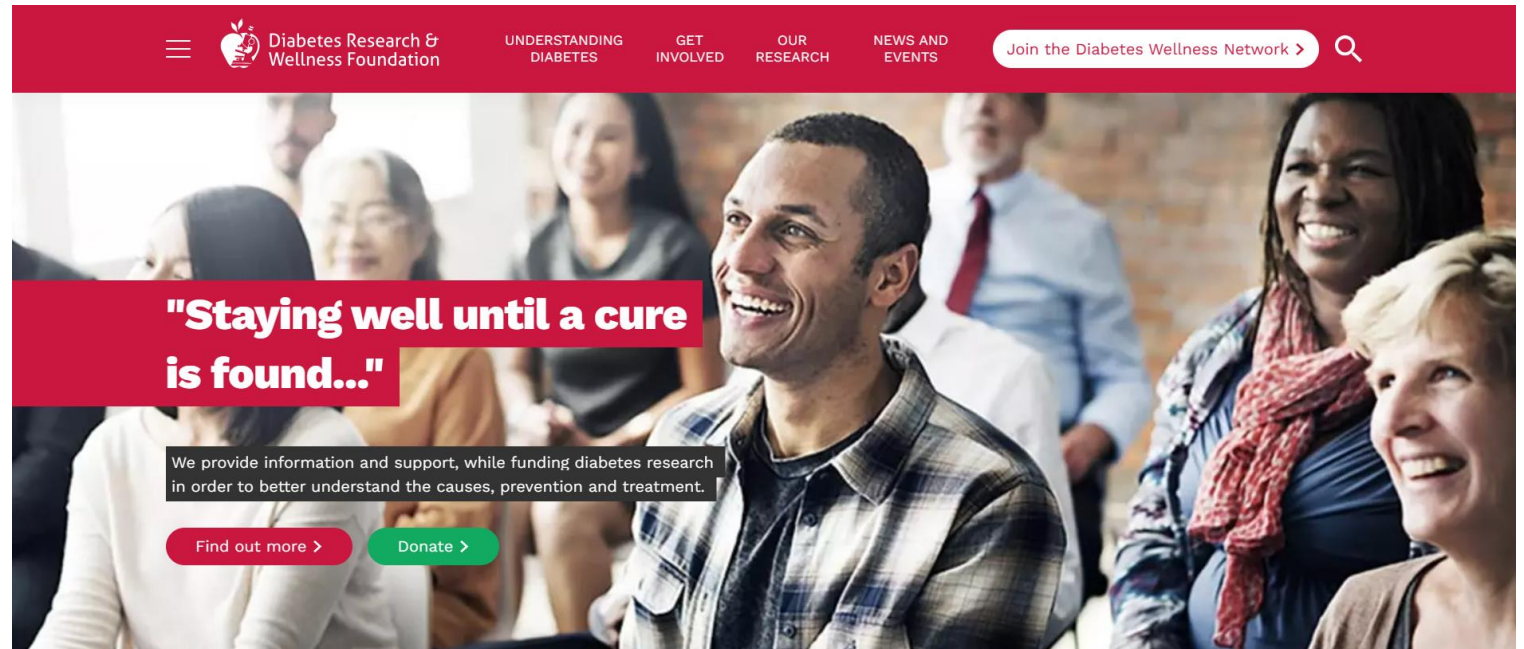 Diabetes Research &
Wellness Foundation
UNDERSTANDING
DIABETES
GET
INVOLVED
OUR
RESEARCH
NEWS AND
EVENTS
Join the Diabetes Wellness Network >
"Staying well until a cure
is found..."
We provide information and support, while funding diabetes research
in order to better understand the causes, prevention and treatment.
Find out more >
Donate >